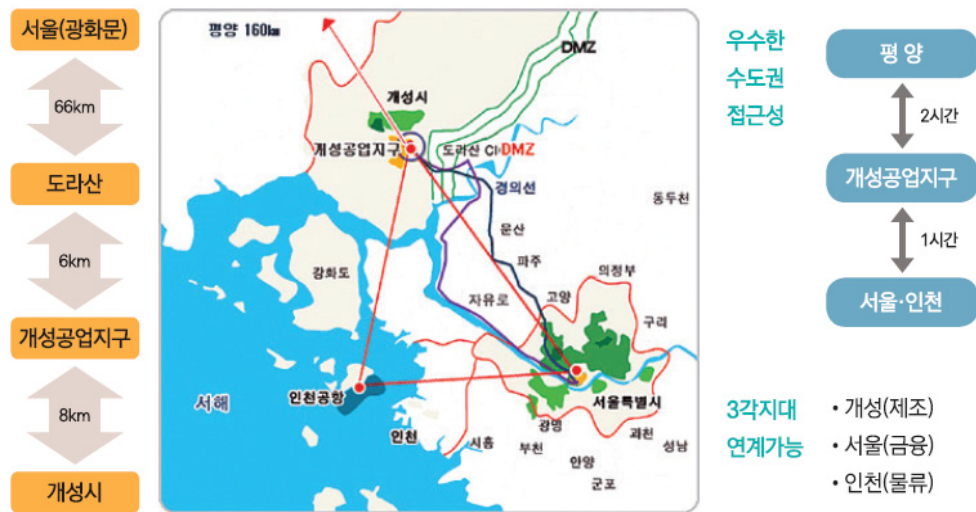 서울(광화문)
66km
도라산
6km
개성공업지구
8km
개성시
평양 160km
DMZ
개성시
개성공업지구
도라산 CI•DMZ
경의선
동두천
문산
파주
의정부
강화도
자유로
고양
구리
인천공항
서해
서울특별시
인천
시흥
광명
부천
과천
성남
안양
군포
우수한
수도권
접근성
평양
2시간
개성공업지구
1시간
서울·인천
3각지대
연계가능
• 개성(제조)
• 서울(금융)
• 인천(물류)